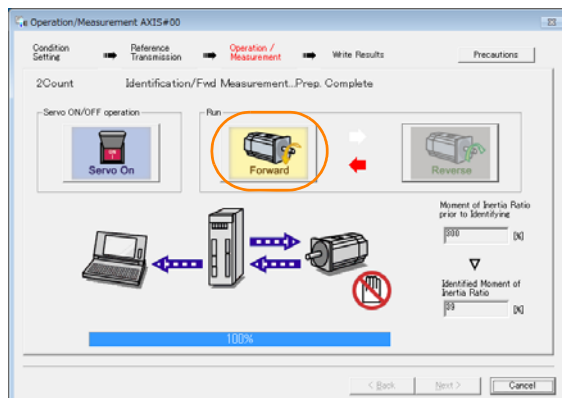 Operation/Measurement AXIS#00
Condition Setting
Reference Transmission
Operation / Measurement
Write Results
Precautions
2Count
Identification/Fwd Measurement...Prep. Complete
Servo ON/OFF operation
Run
Servo On
Forward
Reverse
Moment of Inertia Ratio
prior to Identifying
300 [%]
Identified Moment of
Inertia Ratio
39 [%]
100%
< Back
Next >
Cancel